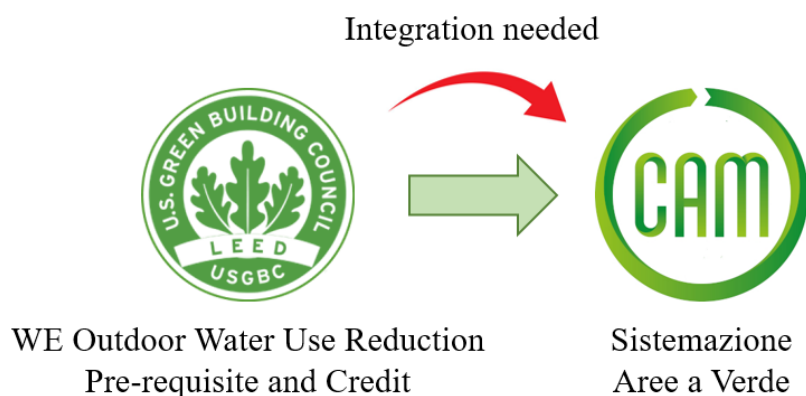 Integration needed
U.S. GREEN BUILDING COUNCIL
LEED
USGBC
CAM
WE Outdoor Water Use Reduction
Pre-requisite and Credit
Sistemazione
Aree a Verde